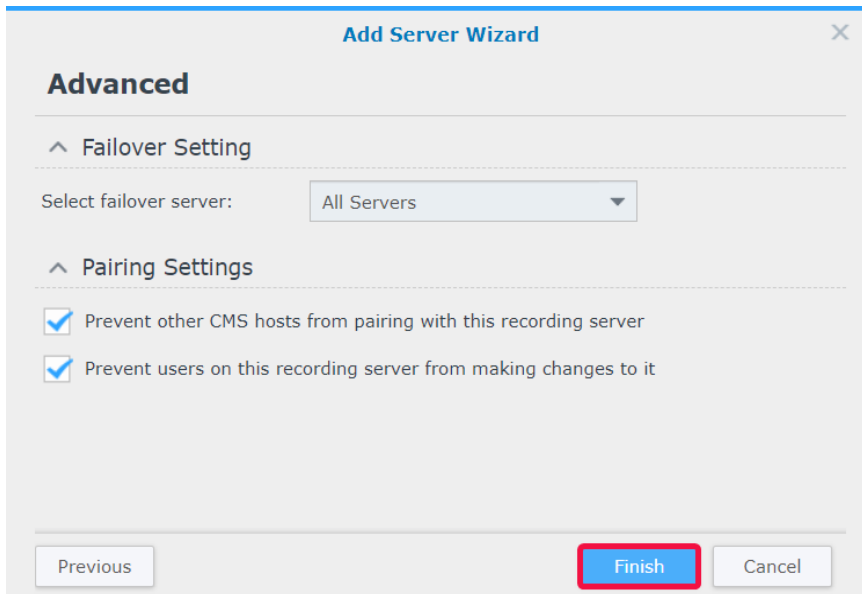 Add Server Wizard
Advanced
Failover Setting
Select failover server:
All Servers
Pairing Settings
Prevent other CMS hosts from pairing with this recording server
Prevent users on this recording server from making changes to it
Previous
Finish
Cancel